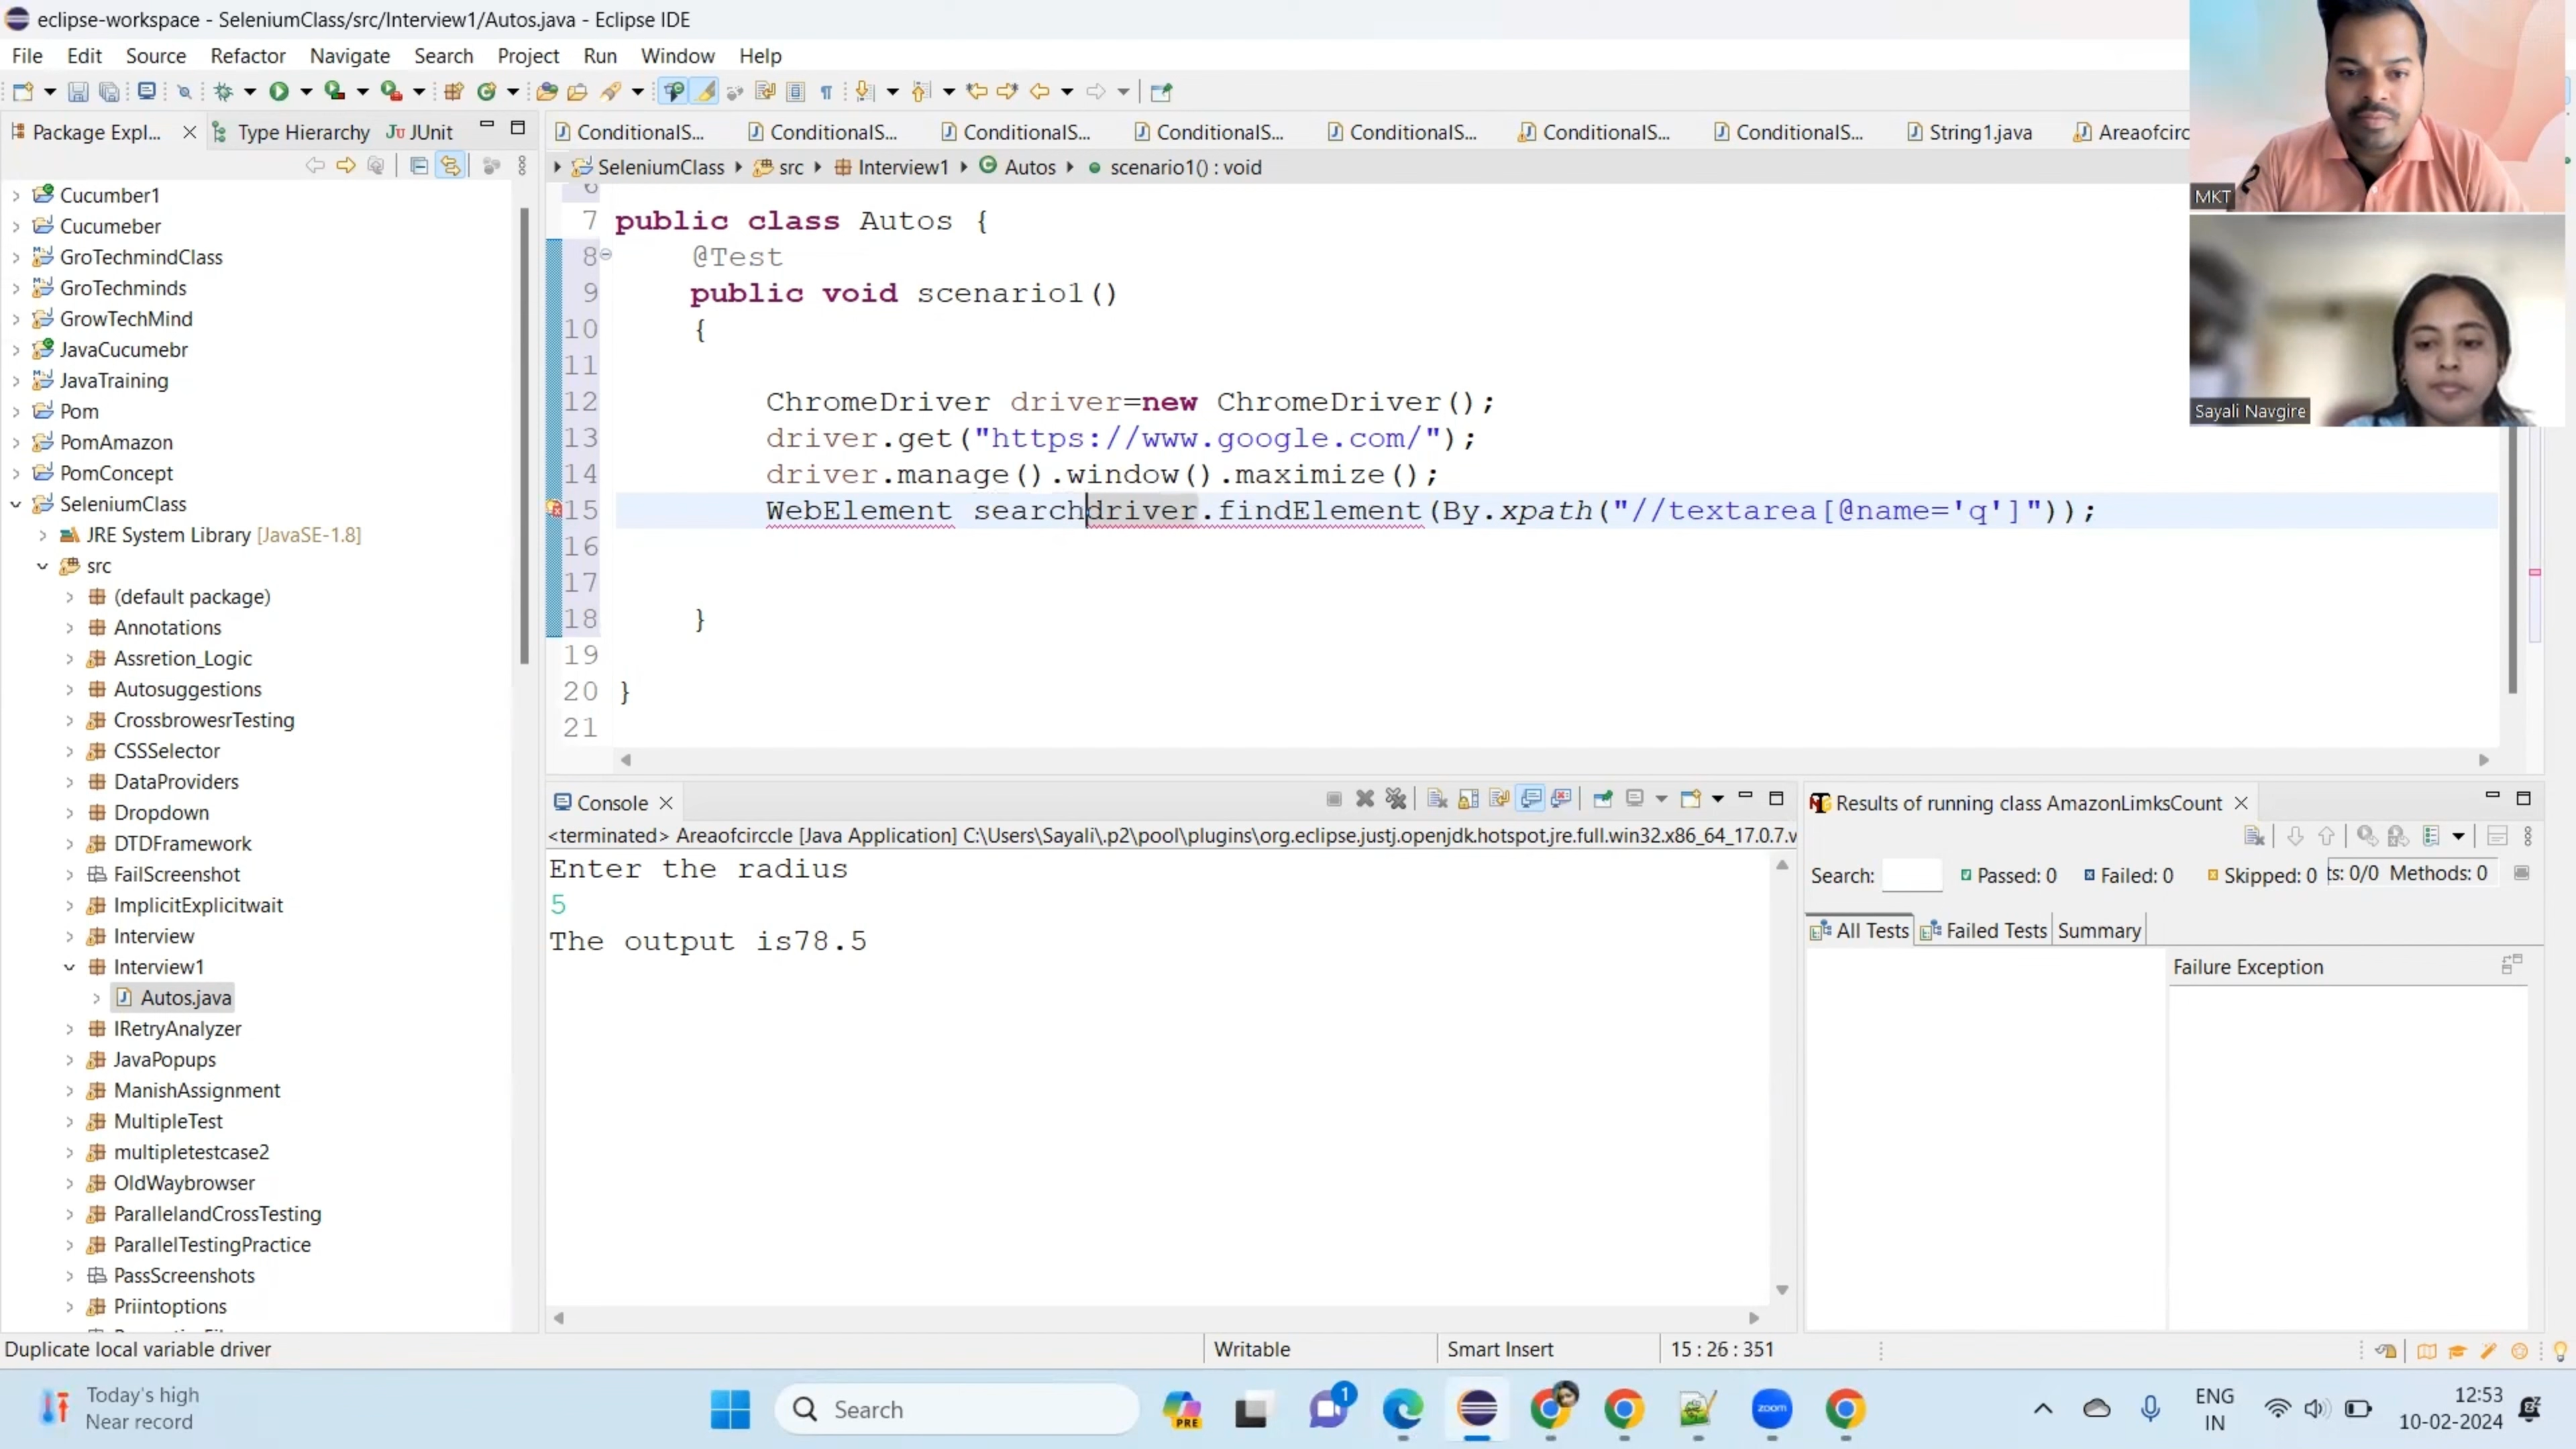 eclipse-workspace - SeleniumClass/src/Interview1/Autos.java - Eclipse IDE
File Edit Source Refactor Navigate Search Project Run Window Help
Package Expl... Type Hierarchy JUnit
ConditionalS... ConditionalS... ConditionalS... ConditionalS... ConditionalS... ConditionalS... ConditionalS... String1.java Areaofcirc
SeleniumClass src Interview1 Autos scenario1() : void
MKT
Sayali Navgire
Cucumber1
Cucumeber
GroTechmindClass
GroTechminds
GrowTechMind
JavaCucumebr
JavaTraining
Pom
PomAmazon
PomConcept
SeleniumClass
JRE System Library [JavaSE-1.8]
src
(default package)
Annotations
Assretion_Logic
Autosuggestions
CrossbrowesrTesting
CSSSelector
DataProviders
Dropdown
DTDFramework
FailScreenshot
ImplicitExplicitwait
Interview
Interview1
Autos.java
IRetryAnalyzer
JavaPopups
ManishAssignment
MultipleTest
multipletestcase2
OldWaybrowser
ParallelandCrossTesting
ParallelTestingPractice
PassScreenshots
Priintoptions
6
7 public class Autos {
8 @Test
9 public void scenario1()
10 {
11
12 ChromeDriver driver=new ChromeDriver();
13 driver.get("https://www.google.com/");
14 driver.manage().window().maximize();
15 WebElement searchdriver.findElement(By.xpath("//textarea[@name='q']"));
16
17
18 }
19
20 }
21
Console
<terminated> Areaofcirccle [Java Application] C:\Users\Sayali\.p2\pool\plugins\org.eclipse.justj.openjdk.hotspot.jre.full.win32.x86_64_17.0.7.v
Enter the radius
5
The output is78.5
Results of running class AmazonLimksCount
Search: Passed: 0 Failed: 0 Skipped: 0 ts: 0/0 Methods: 0
All Tests Failed Tests Summary
Failure Exception
Duplicate local variable driver Writable Smart Insert 15 : 26 : 351
Today's high
Near record
Search
PRE
1
zoom
ENG
IN
12:53
10-02-2024